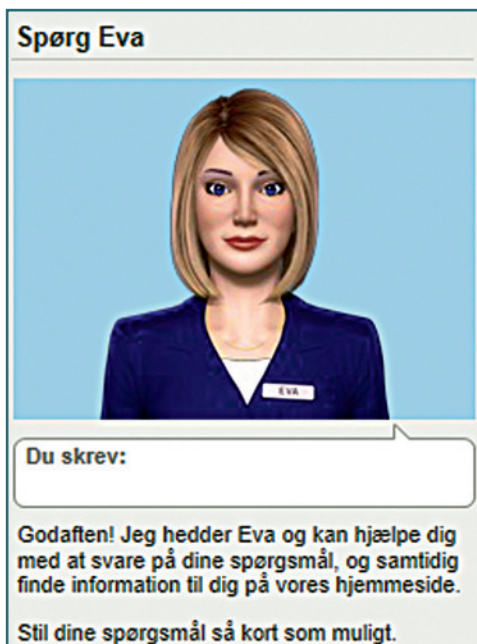 Spørg Eva
EVA
Du skrev:
Godaften! Jeg hedder Eva og kan hjælpe dig
med at svare på dine spørgsmål, og samtidig
finde information til dig på vores hjemmeside.
Stil dine spørgsmål så kort som muligt.